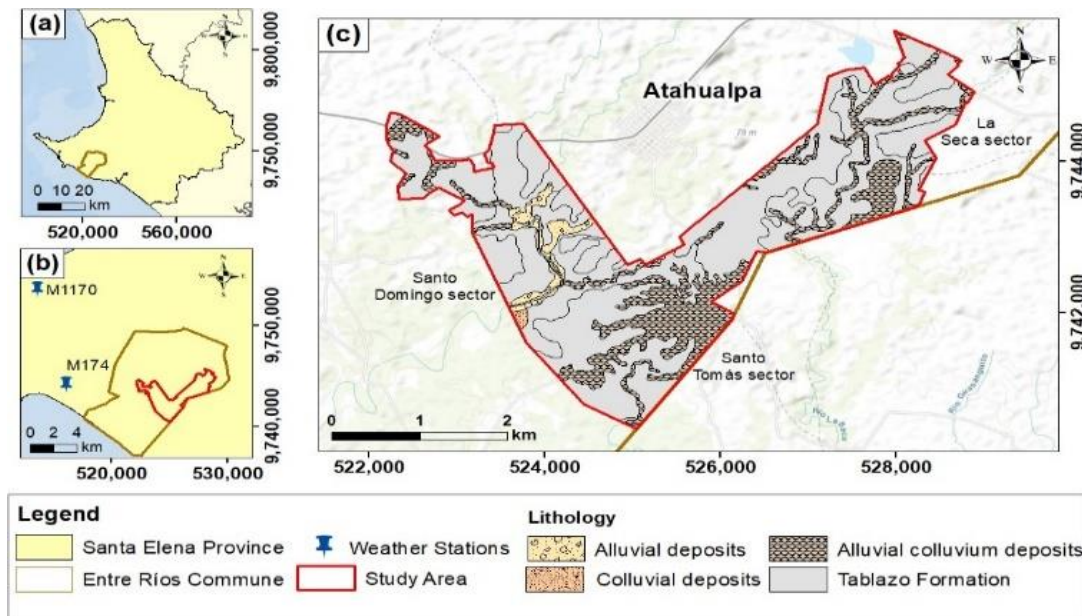 (a)
N
S
9,800,000
9,750,000
0 10 20
km
520,000 560,000
(b)
N
W E
S
M1170
M174
9,750,000
9,740,000
0 2 4
km
520,000 530,000
(c)
N
W E
S
Atahualpa
78 m
La
Seca sector
Santo
Domingo sector
Santo
Tomás sector
9,744,000
9,742,000
0 1 2
km
522,000 524,000 526,000 528,000
Legend
Santa Elena Province
Entre Ríos Commune
Weather Stations
Study Area
Lithology
Alluvial deposits
Colluvial deposits
Alluvial colluvium deposits
Tablazo Formation